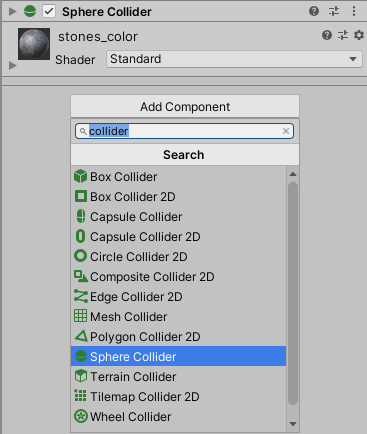 Sphere Collider
stones_color
Shader Standard
Add Component
collider
Search
Box Collider
Box Collider 2D
Capsule Collider
Capsule Collider 2D
Circle Collider 2D
Composite Collider 2D
Edge Collider 2D
Mesh Collider
Polygon Collider 2D
Sphere Collider
Terrain Collider
Tilemap Collider 2D
Wheel Collider